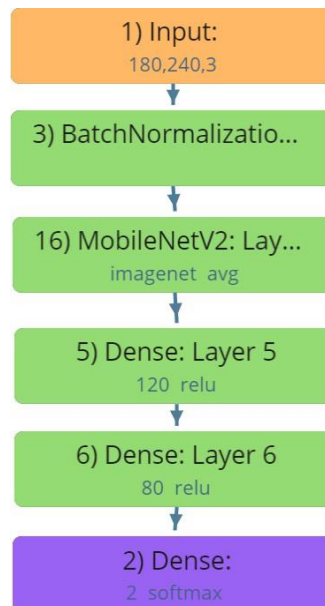 1) Input:
180,240,3
3) BatchNormalizatio...
16) MobileNetV2: Lay...
imagenet avg
5) Dense: Layer 5
120 relu
6) Dense: Layer 6
80 relu
2) Dense:
2 softmax